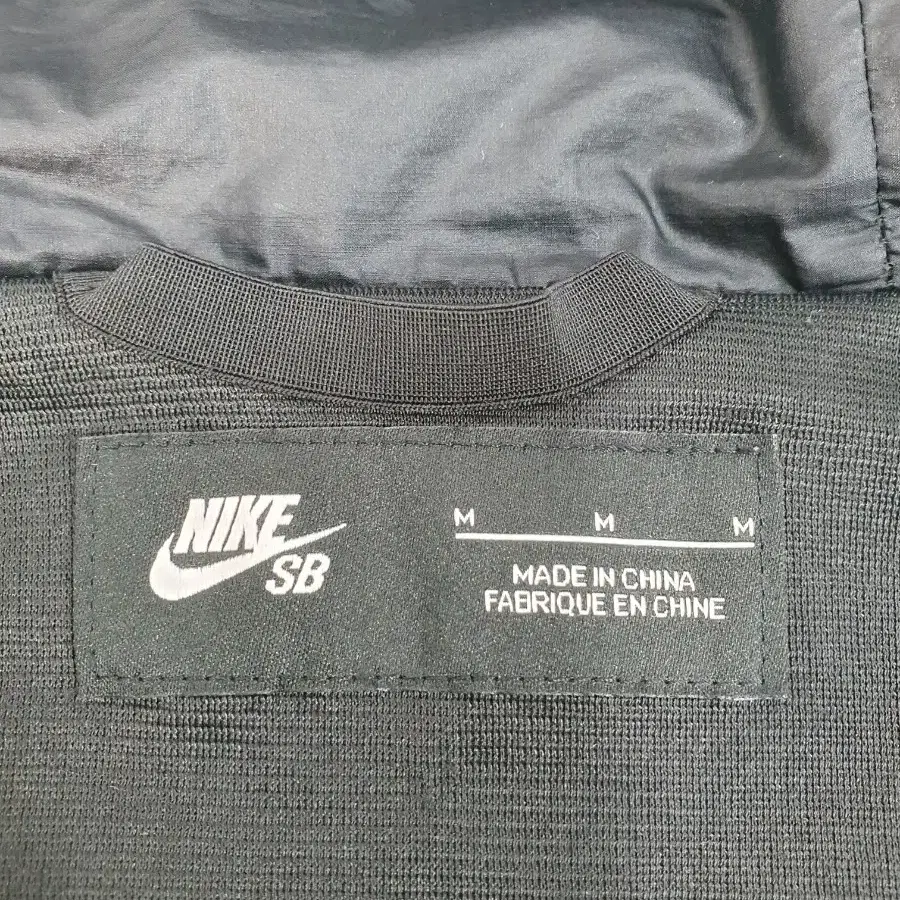 NIKE
SB
M M M
MADE IN CHINA
FABRIQUE EN CHINE